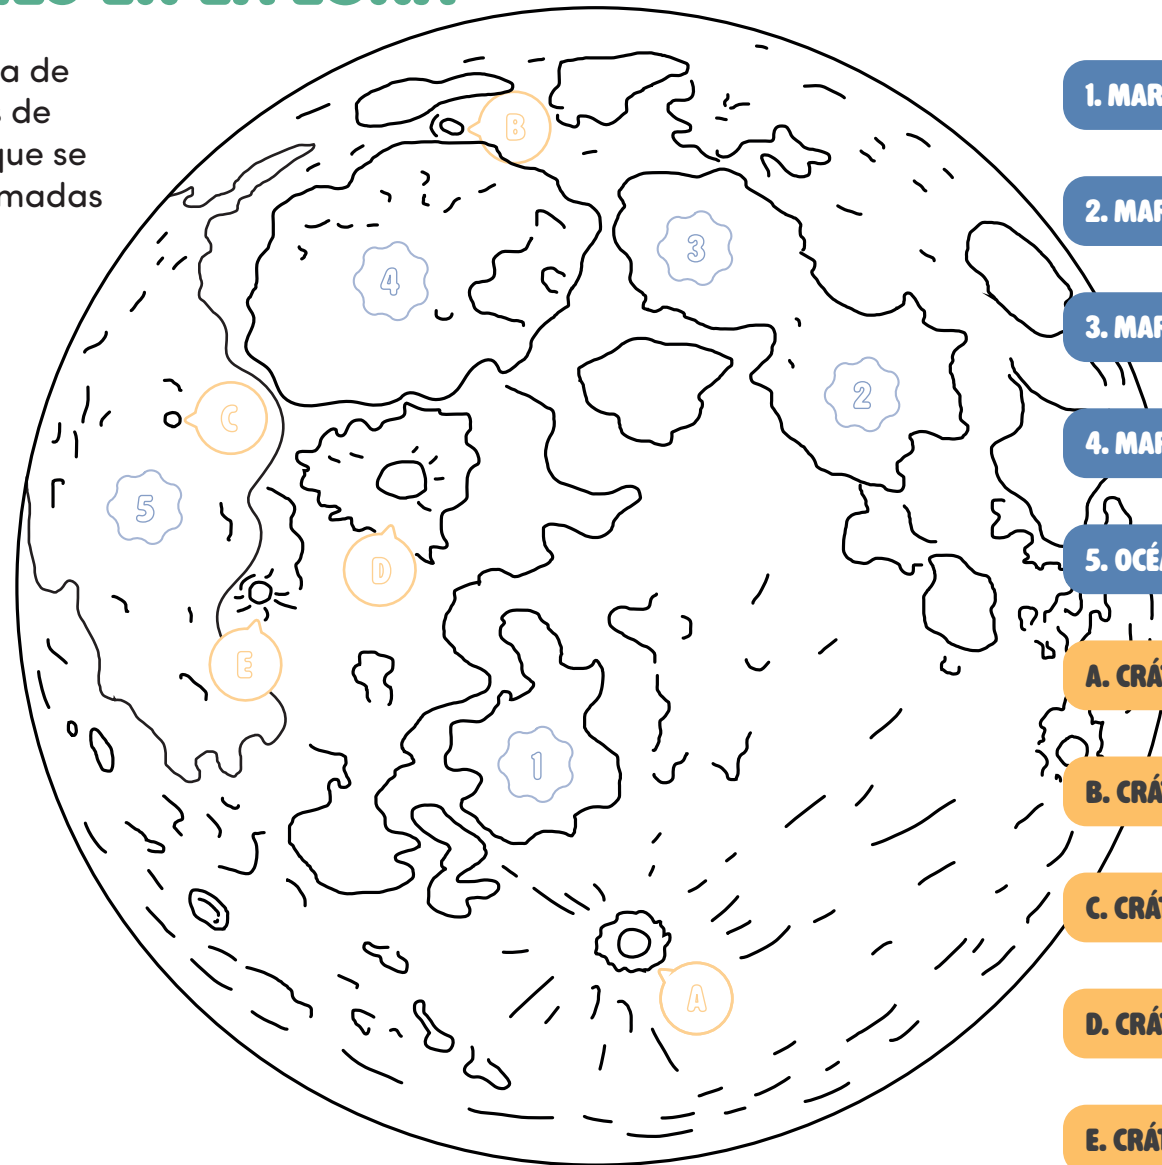 a de
de
que se
madas
B
3
4
2
C
5
D
E
1
A
1. MAR
2. MAR
3. MAR
4. MAR
5. OCÉ
A. CRÁ
B. CRÁ
C. CRÁ
D. CRÁ
E. CRÁ